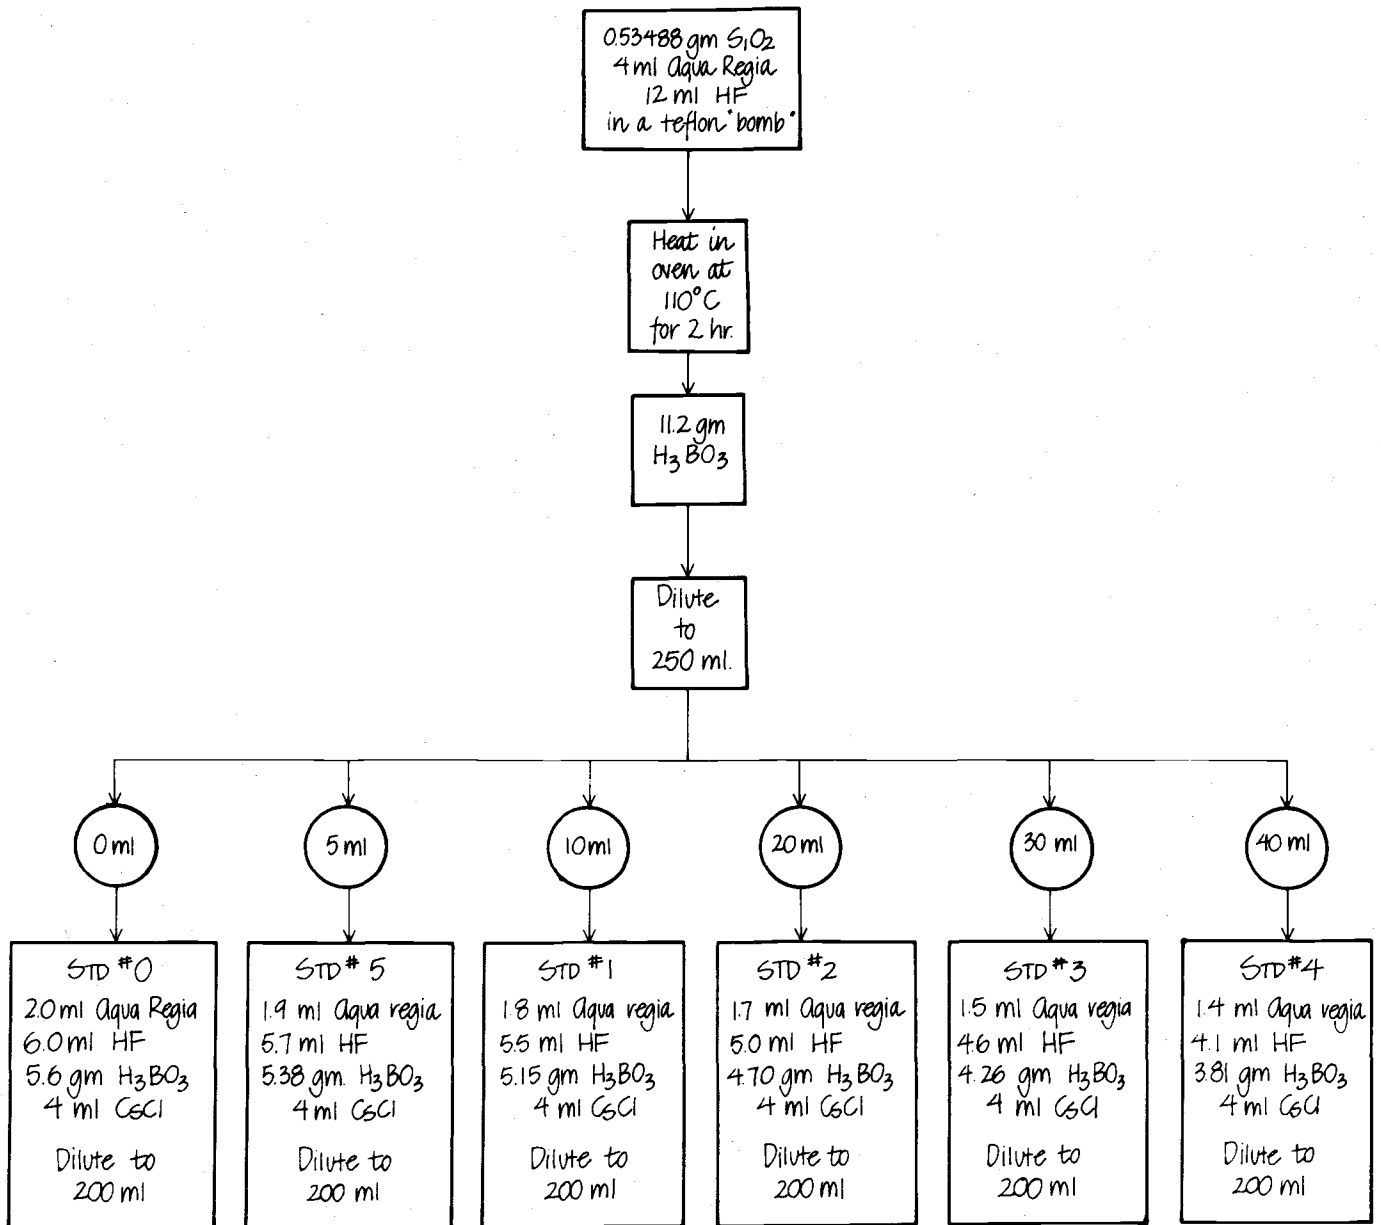 0.53488 gm SiO2
4 ml Aqua Regia
12 ml HF
in a teflon "bomb"
Heat in
oven at
110°C
for 2 hr.
11.2 gm
H3BO3
Dilute
to
250 ml.
0 ml
5 ml
10 ml
20 ml
30 ml
40 ml
STD #0
2.0 ml Aqua Regia
6.0 ml HF
5.6 gm H3BO3
4 ml CsCl
Dilute to
200 ml
STD #5
1.9 ml Aqua regia
5.7 ml HF
5.38 gm. H3BO3
4 ml CsCl
Dilute to
200 ml
STD #1
1.8 ml Aqua regia
5.5 ml HF
5.15 gm H3BO3
4 ml CsCl
Dilute to
200 ml
STD #2
1.7 ml Aqua regia
5.0 ml HF
4.70 gm H3BO3
4 ml CsCl
Dilute to
200 ml
STD #3
1.5 ml Aqua regia
4.6 ml HF
4.26 gm H3BO3
4 ml CsCl
Dilute to
200 ml
STD #4
1.4 ml Aqua regia
4.1 ml HF
3.81 gm H3BO3
4 ml CsCl
Dilute to
200 ml